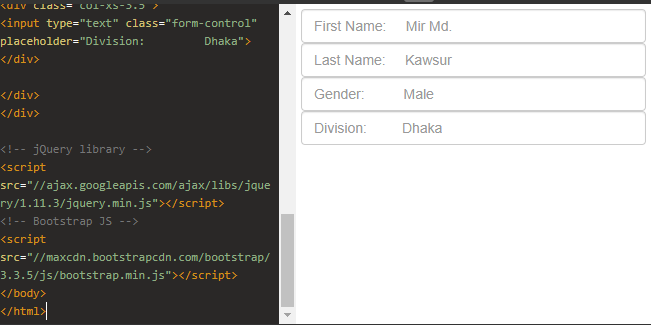 <div class="col-xs-3.5">
<input type="text" class="form-control"
placeholder="Division:         Dhaka">
</div>
</div>
</div>
<!-- jQuery library -->
<script
src="//ajax.googleapis.com/ajax/libs/jque
ry/1.11.3/jquery.min.js"></script>
<!-- Bootstrap JS -->
<script
src="//maxcdn.bootstrapcdn.com/bootstrap/
3.3.5/js/bootstrap.min.js"></script>
</body>
</html>
First Name:     Mir Md.
Last Name:     Kawsur
Gender:          Male
Division:         Dhaka